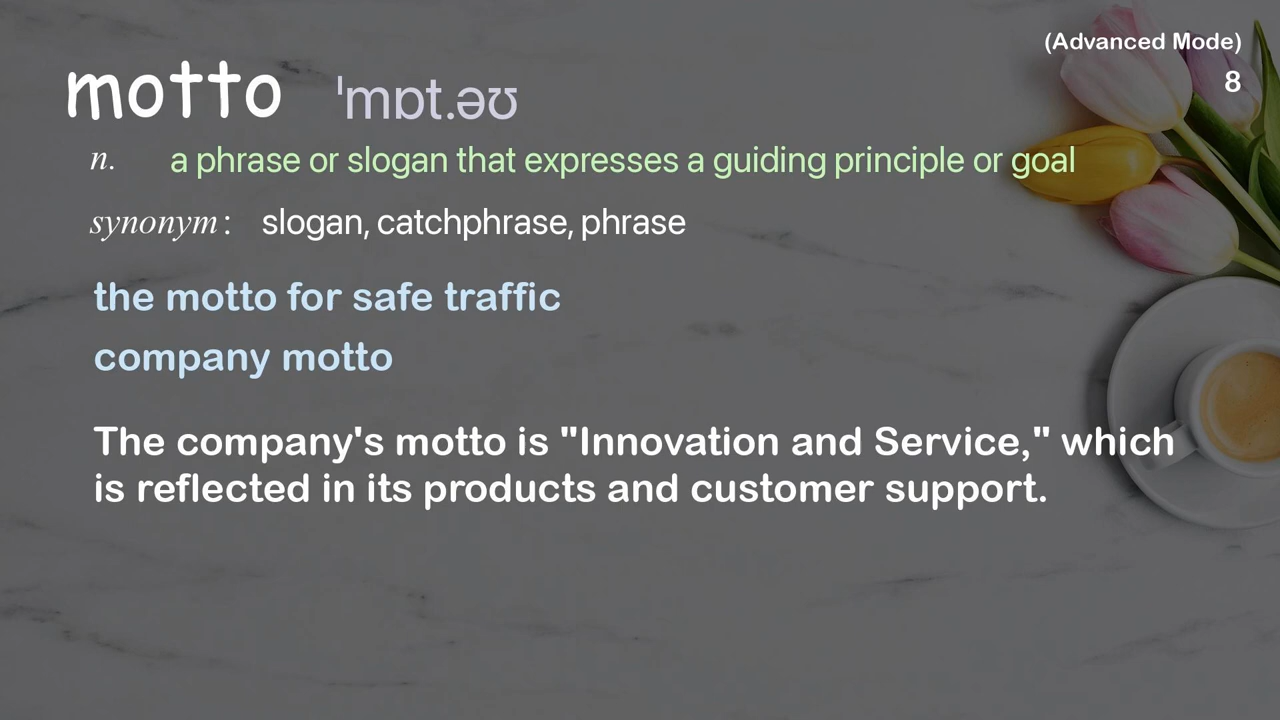 (Advanced Mode)
8
motto ˈmɒt.əʊ
n. a phrase or slogan that expresses a guiding principle or goal
synonym: slogan, catchphrase, phrase
the motto for safe traffic
company motto
The company's motto is "Innovation and Service," which
is reflected in its products and customer support.